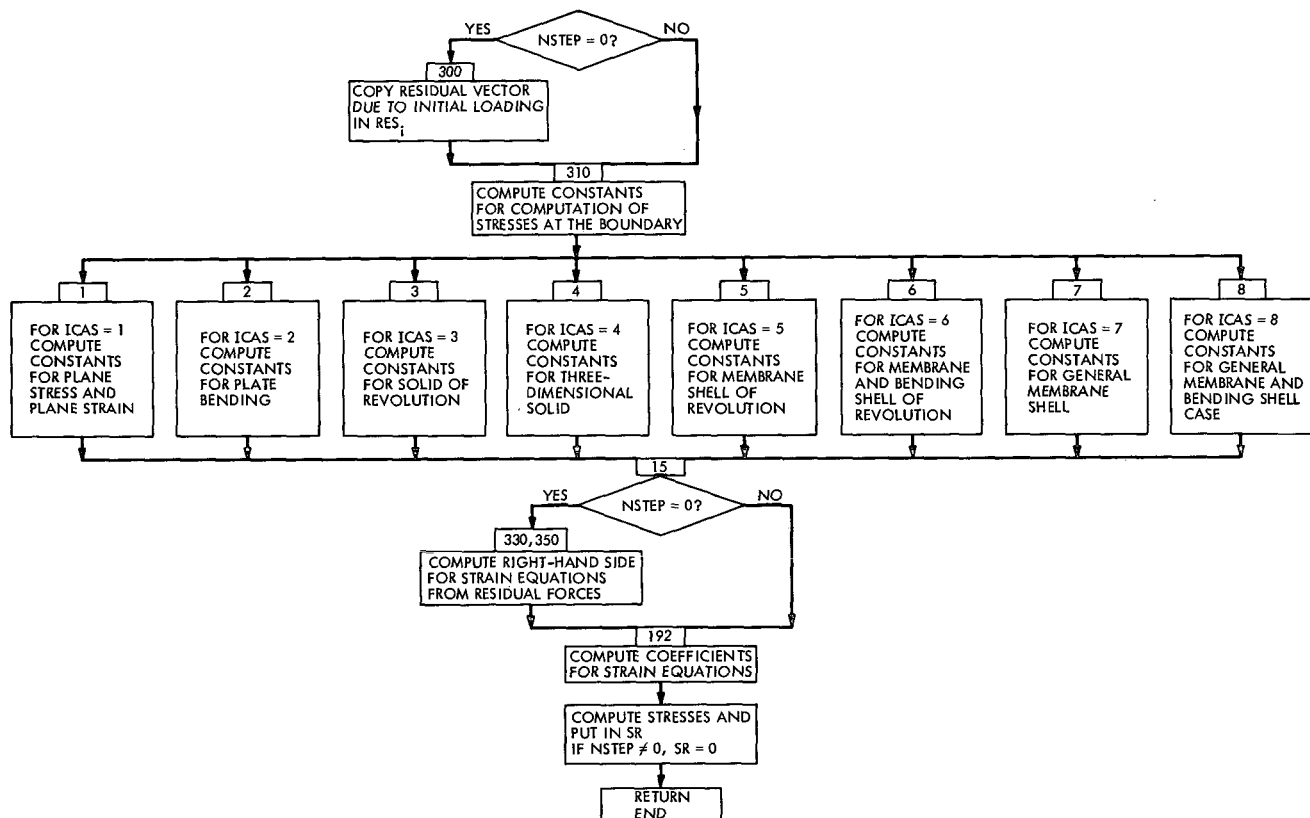 YES
NSTEP = 0?
NO
300
COPY RESIDUAL VECTOR
DUE TO INITIAL LOADING
IN RES i
310
COMPUTE CONSTANTS
FOR COMPUTATION OF
STRESSES AT THE BOUNDARY
1
FOR ICAS = 1
COMPUTE
CONSTANTS
FOR PLANE
STRESS AND
PLANE STRAIN
2
FOR ICAS = 2
COMPUTE
CONSTANTS
FOR PLATE
BENDING
3
FOR ICAS = 3
COMPUTE
CONSTANTS
FOR SOLID OF
REVOLUTION
4
FOR ICAS = 4
COMPUTE
CONSTANTS
FOR THREE-
DIMENSIONAL
SOLID
5
FOR ICAS = 5
COMPUTE
CONSTANTS
FOR MEMBRANE
SHELL OF
REVOLUTION
6
FOR ICAS = 6
COMPUTE
CONSTANTS
FOR MEMBRANE
AND BENDING
SHELL OF
REVOLUTION
7
FOR ICAS = 7
COMPUTE
CONSTANTS
FOR GENERAL
MEMBRANE
SHELL
8
FOR ICAS = 8
COMPUTE
CONSTANTS
FOR GENERAL
MEMBRANE AND
BENDING SHELL
CASE
15
YES
NSTEP = 0?
NO
330, 350
COMPUTE RIGHT-HAND SIDE
FOR STRAIN EQUATIONS
FROM RESIDUAL FORCES
192
COMPUTE COEFFICIENTS
FOR STRAIN EQUATIONS
COMPUTE STRESSES AND
PUT IN SR
IF NSTEP ≠ 0, SR = 0
RETURN
END